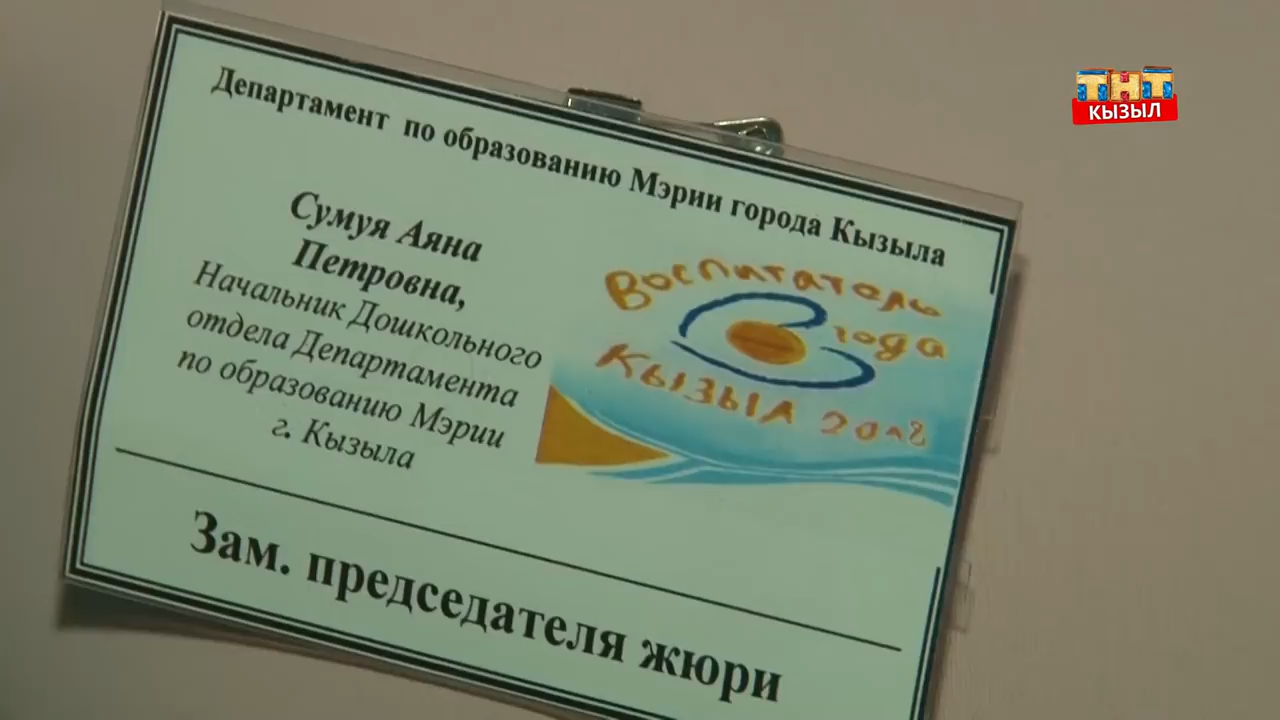 ТНТ
КЫЗЫЛ
Департамент по образованию Мэрии города Кызыла
Сумуя Аяна
Петровна,
Начальник Дошкольного
отдела Департамента
по образованию Мэрии
г. Кызыла
Воспитатель
года
Кызыл 2018
Зам. председателя жюри